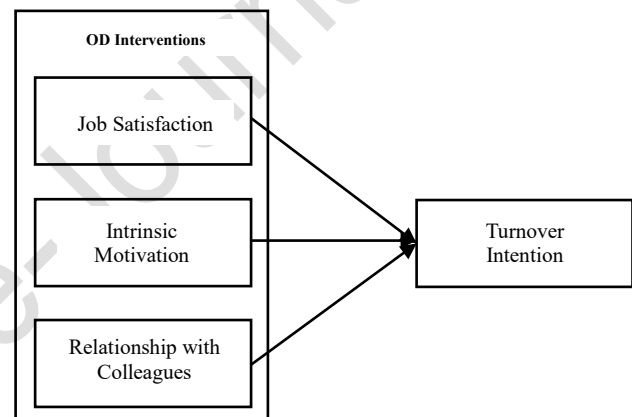 OD Interventions
Job Satisfaction
Intrinsic
Motivation
Relationship with
Colleagues
Turnover
Intention